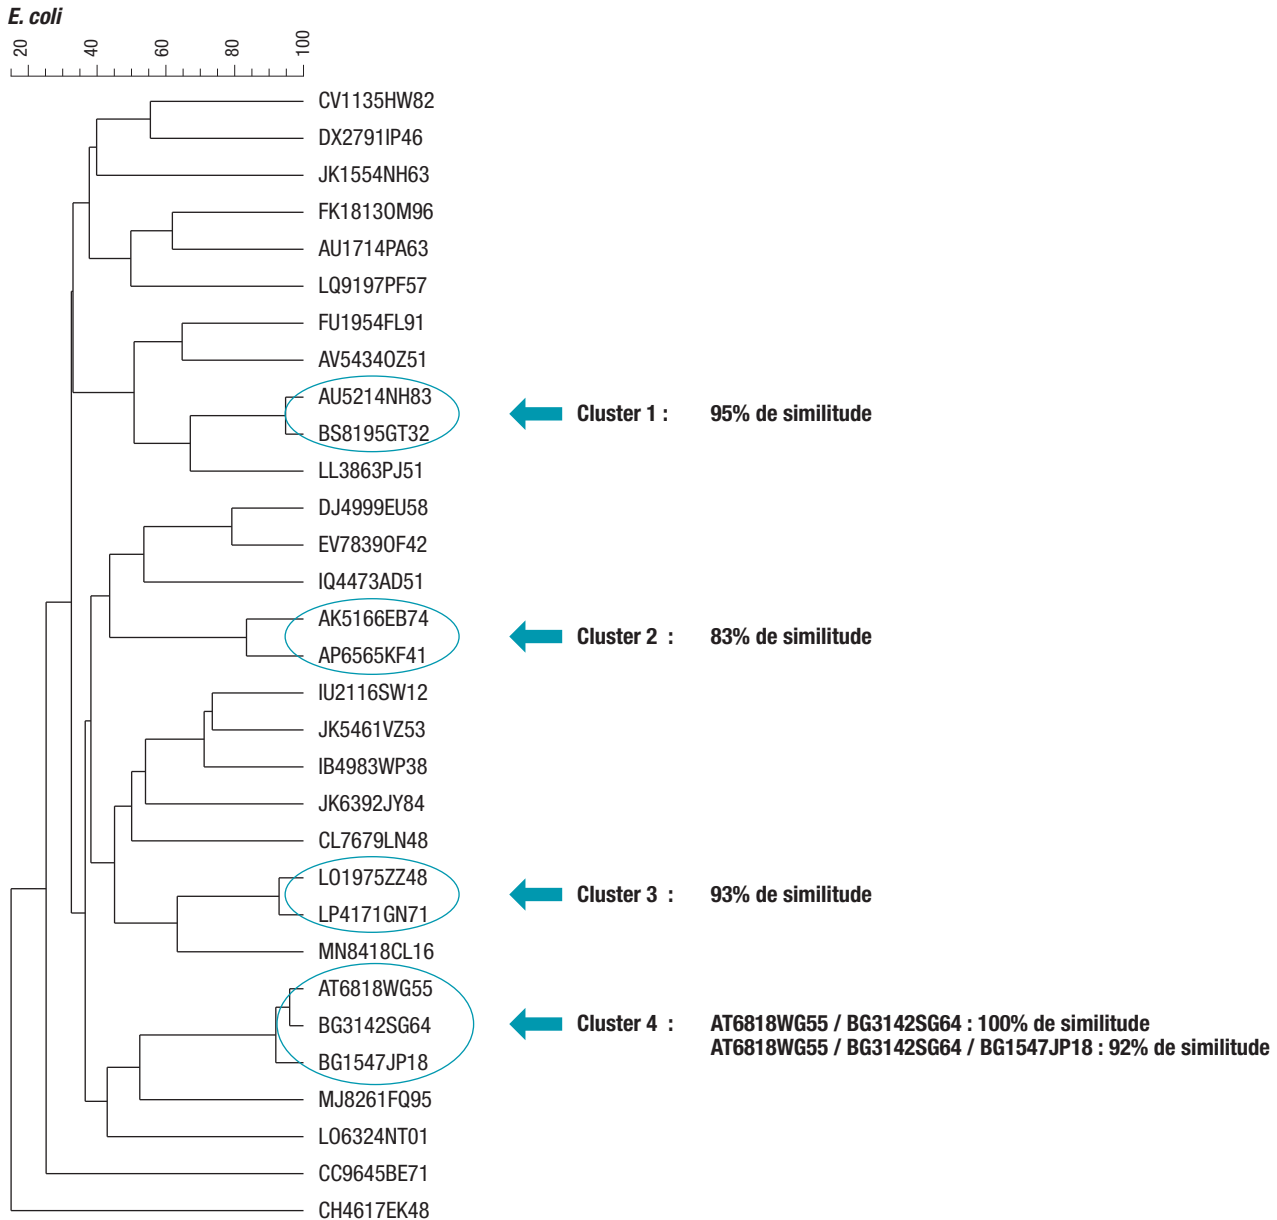 E. coli
20 40 60 80 100
CV1135HW82
DX2791IP46
JK1554NH63
FK1813OM96
AU1714PA63
LQ9197PF57
FU1954FL91
AV5434OZ51
AU5214NH83
Cluster 1 : 95% de similitude
BS8195GT32
LL3863PJ51
DJ4999EU58
EV7839OF42
IQ4473AD51
AK5166EB74
Cluster 2 : 83% de similitude
AP6565KF41
IU2116SW12
JK5461VZ53
IB4983WP38
JK6392JY84
CL7679LN48
LO1975ZZ48
Cluster 3 : 93% de similitude
LP4171GN71
MN8418CL16
AT6818WG55
BG3142SG64
Cluster 4 : AT6818WG55 / BG3142SG64 : 100% de similitude
AT6818WG55 / BG3142SG64 / BG1547JP18 : 92% de similitude
BG1547JP18
MJ8261FQ95
LO6324NT01
CC9645BE71
CH4617EK48